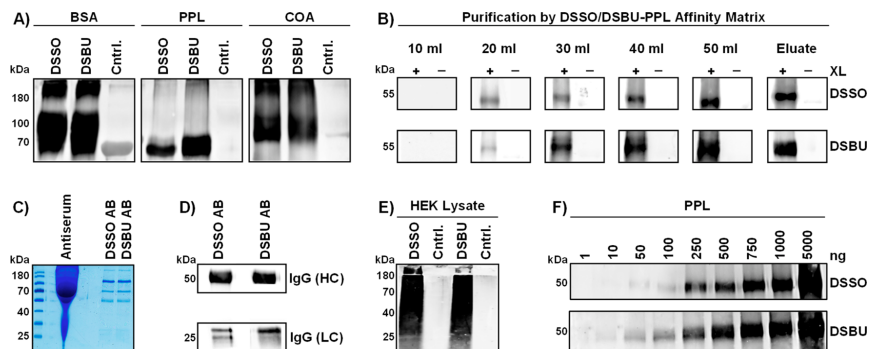 A)
BSA
PPL
COA
DSSO
DSBU
Cntrl.
DSSO
DSBU
Cntrl.
DSSO
DSBU
Cntrl.
kDa
180
100
70
B)
Purification by DSSO/DSBU-PPL Affinity Matrix
10 ml 20 ml 30 ml 40 ml 50 ml Eluate
kDa + − + − + − + − + − + − XL
55 DSSO
55 DSBU
C)
Antiserum
DSSO AB
DSBU AB
kDa
180
70
40
25
D)
DSSO AB
DSBU AB
kDa
50 IgG (HC)
25 IgG (LC)
E)
HEK Lysate
DSSO
Cntrl.
DSBU
Cntrl.
kDa
180
70
40
25
F)
PPL
1 10 50 100 250 500 750 1000 5000 ng
kDa
50 DSSO
50 DSBU